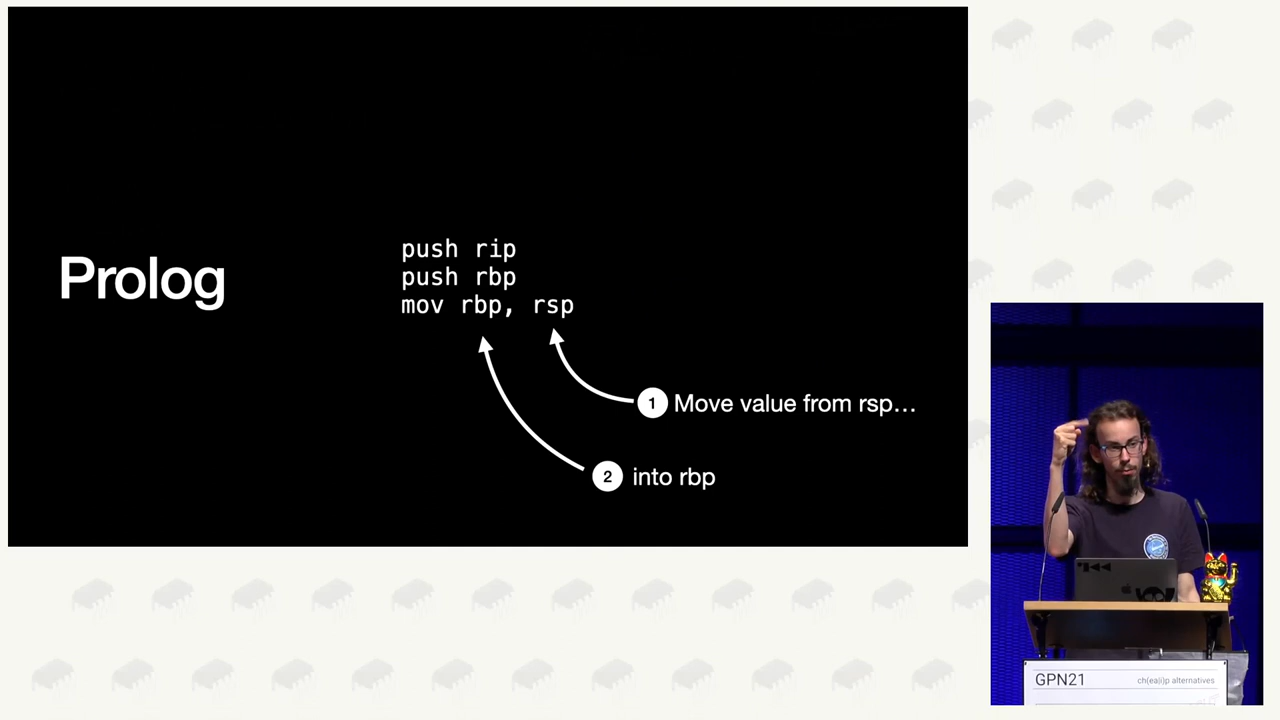 Prolog
push rip
push rbp
mov rbp, rsp
1 Move value from rsp…
2 into rbp
GPN21
ch(ea(i)p alternatives